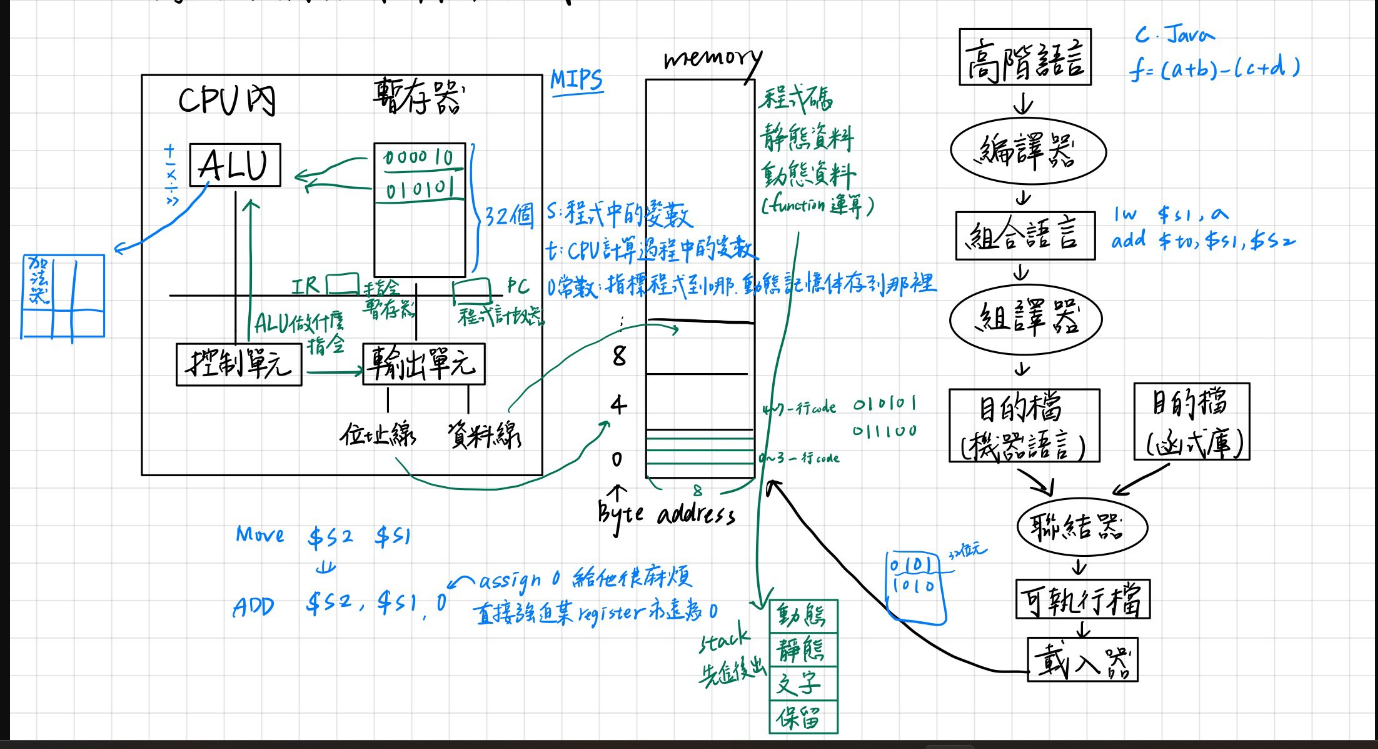 CPU內
暫存器
MIPS
ALU
+ - × ÷ »
000010
010101
32個
S:程式中的變數
t:CPU計算過程中的變數
0常數:指標程式到哪.動態記憶体存到那裡
加法器
IR
指令
暫存器
PC
程式計數器
ALU做什麼
指令
控制單元
輸出單元
位址線
資料線
memory
程式碼
靜態資料
動態資料
(function 運算)
8
4
0
4~7一行code
010101
011100
0~3一行code
8
Byte address
Move $S2 $S1
ADD $S2, $S1, 0
assign 0 給他很麻煩
直接強迫某register永遠為0
stack
先進後出
動態
靜態
文字
保留
高階語言
C. Java
f=(a+b)-(c+d)
編譯器
組合語言
lw $s1, a
add $t0, $S1, $S2
組譯器
目的檔
(機器語言)
目的檔
(函式庫)
聯結器
0101
1010
32位元
可執行檔
載入器